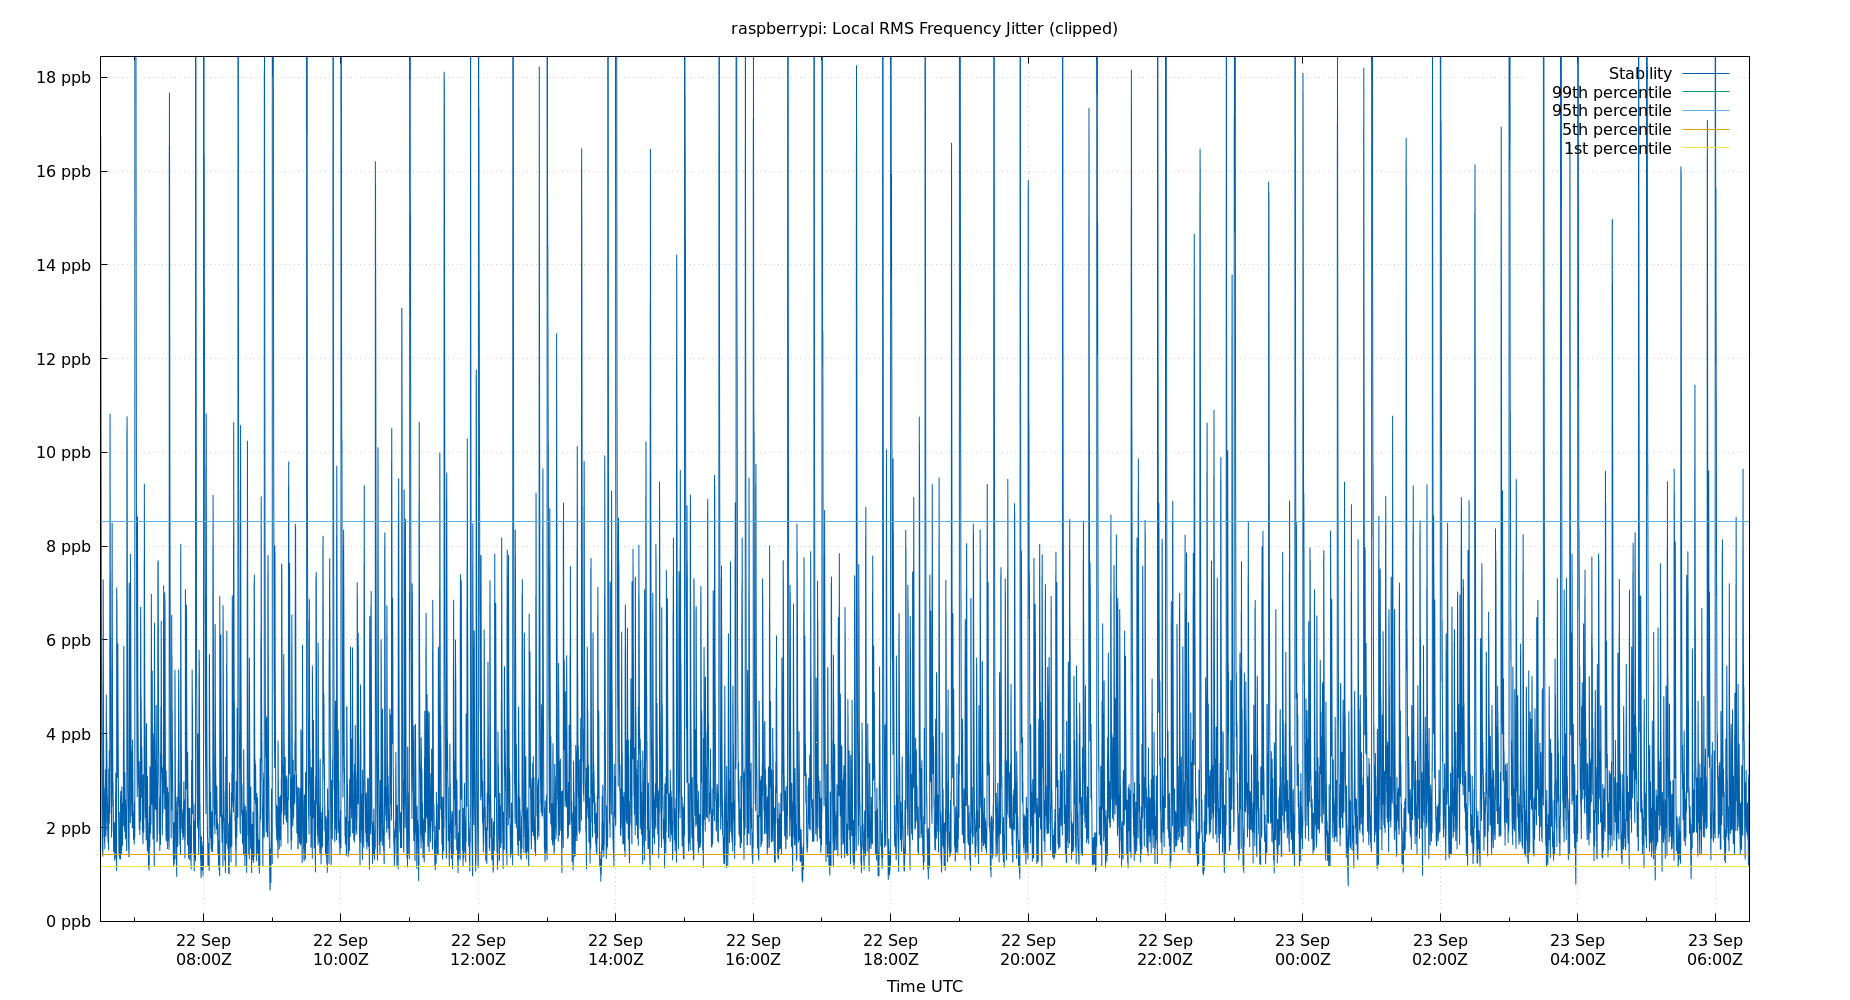 raspberrypi: Local RMS Frequency Jitter (clipped)
18 ppb
16 ppb
14 ppb
12 ppb
10 ppb
8 ppb
6 ppb
4 ppb
2 ppb
0 ppb
Stability
99th percentile
95th percentile
5th percentile
1st percentile
22 Sep 22 Sep 22 Sep 22 Sep 22 Sep 22 Sep 22 Sep 22 Sep 23 Sep 23 Sep 23 Sep 23 Sep
08:00Z 10:00Z 12:00Z 14:00Z 16:00Z 18:00Z 20:00Z 22:00Z 00:00Z 02:00Z 04:00Z 06:00Z
Time UTC